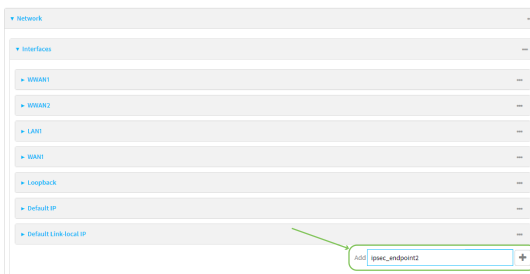 Network
Interfaces
WWAN1
WWAN2
LAN1
WAN1
Loopback
Default IP
Default Link-local IP
Add ipsec_endpoint2